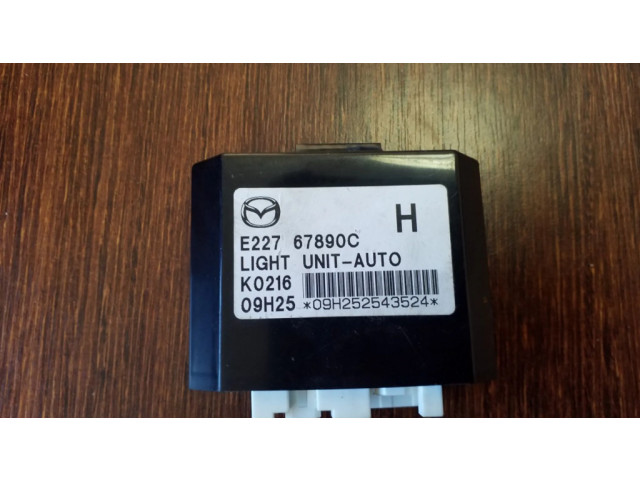 H
E227 67890C
LIGHT UNIT-AUTO
K0216
09H25 *09H252543524*